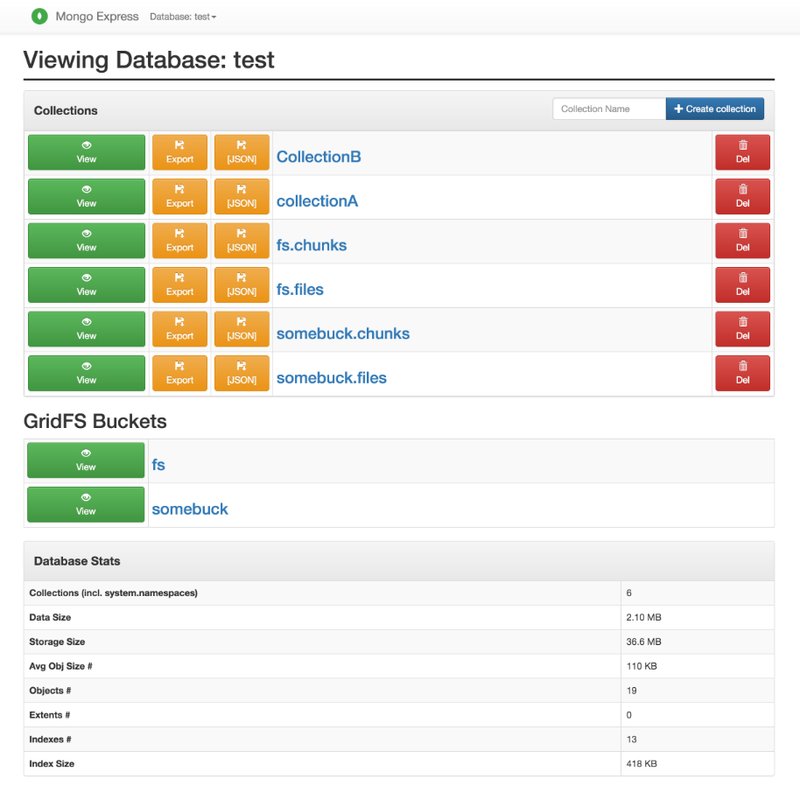 Mongo Express Database: test
Viewing Database: test
Collections Collection Name Create collection
View Export [JSON] CollectionB Del
View Export [JSON] collectionA Del
View Export [JSON] fs.chunks Del
View Export [JSON] fs.files Del
View Export [JSON] somebuck.chunks Del
View Export [JSON] somebuck.files Del
GridFS Buckets
View fs
View somebuck
Database Stats
Collections (incl. system.namespaces) 6
Data Size 2.10 MB
Storage Size 36.6 MB
Avg Obj Size # 110 KB
Objects # 19
Extents # 0
Indexes # 13
Index Size 418 KB